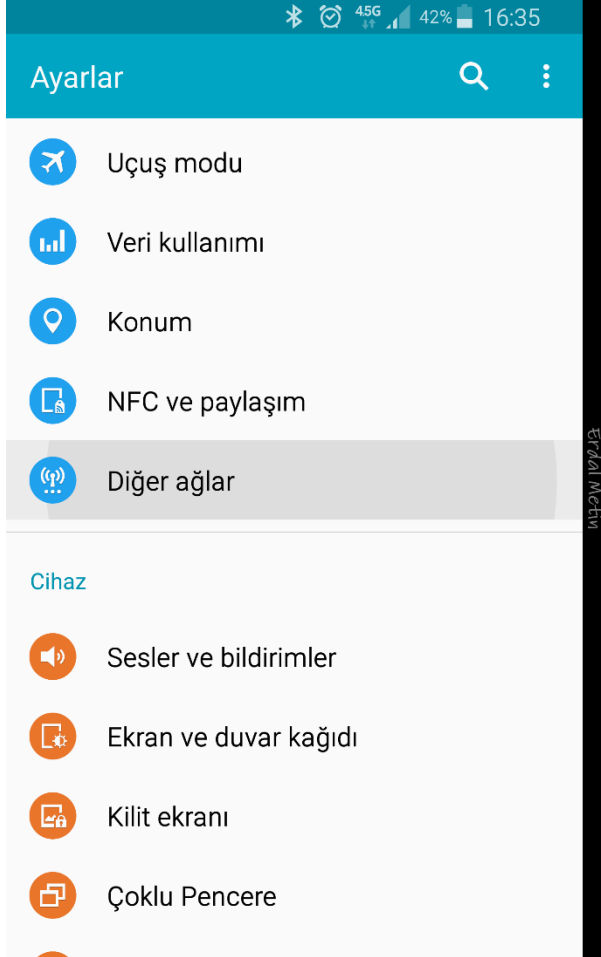 4.5G 42% 16:35
Ayarlar
Uçuş modu
Veri kullanımı
Konum
NFC ve paylaşım
Diğer ağlar
Cihaz
Sesler ve bildirimler
Ekran ve duvar kağıdı
Kilit ekranı
Çoklu Pencere
Erdal Metin